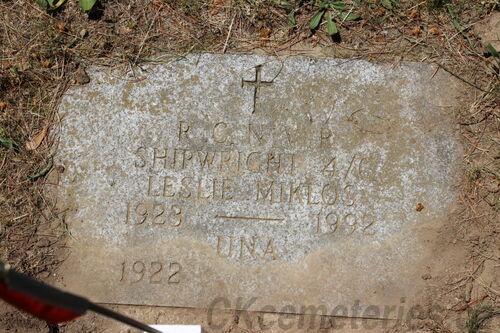 R.C.N.V.R.
SHIPWRIGHT 4/C
LESLIE MIKLOS
1923 — 1992
UNA
1922
CKcemeteries